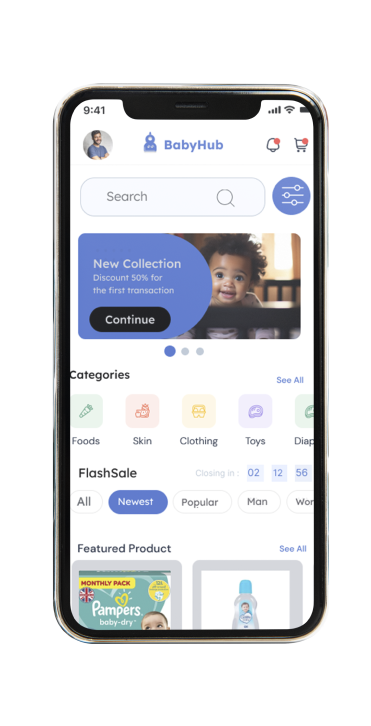 9:41
BabyHub
Search
New Collection
Discount 50% for
the first transaction
Continue
Categories
See All
Foods
Skin
Clothing
Toys
Diap
FlashSale
Closing in :
02
12
56
All
Newest
Popular
Man
Wor
Featured Product
See All
MONTHLY PACK
Pampers
baby-dry